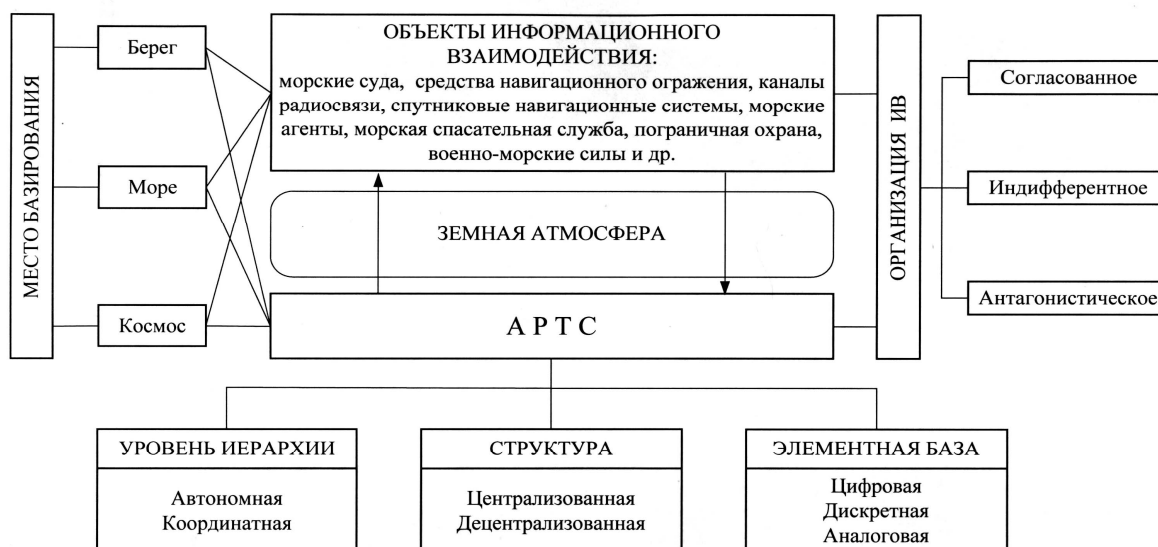 МЕСТО БАЗИРОВАНИЯ
Берег
Море
Космос
ОБЪЕКТЫ ИНФОРМАЦИОННОГО
ВЗАИМОДЕЙСТВИЯ:
морские суда, средства навигационного огражения, каналы
радиосвязи, спутниковые навигационные системы, морские
агенты, морская спасательная служба, пограничная охрана,
военно-морские силы и др.
ЗЕМНАЯ АТМОСФЕРА
А Р Т С
ОРГАНИЗАЦИЯ ИВ
Согласованное
Индифферентное
Антагонистическое
УРОВЕНЬ ИЕРАРХИИ
Автономная
Координатная
СТРУКТУРА
Централизованная
Децентрализованная
ЭЛЕМЕНТНАЯ БАЗА
Цифровая
Дискретная
Аналоговая